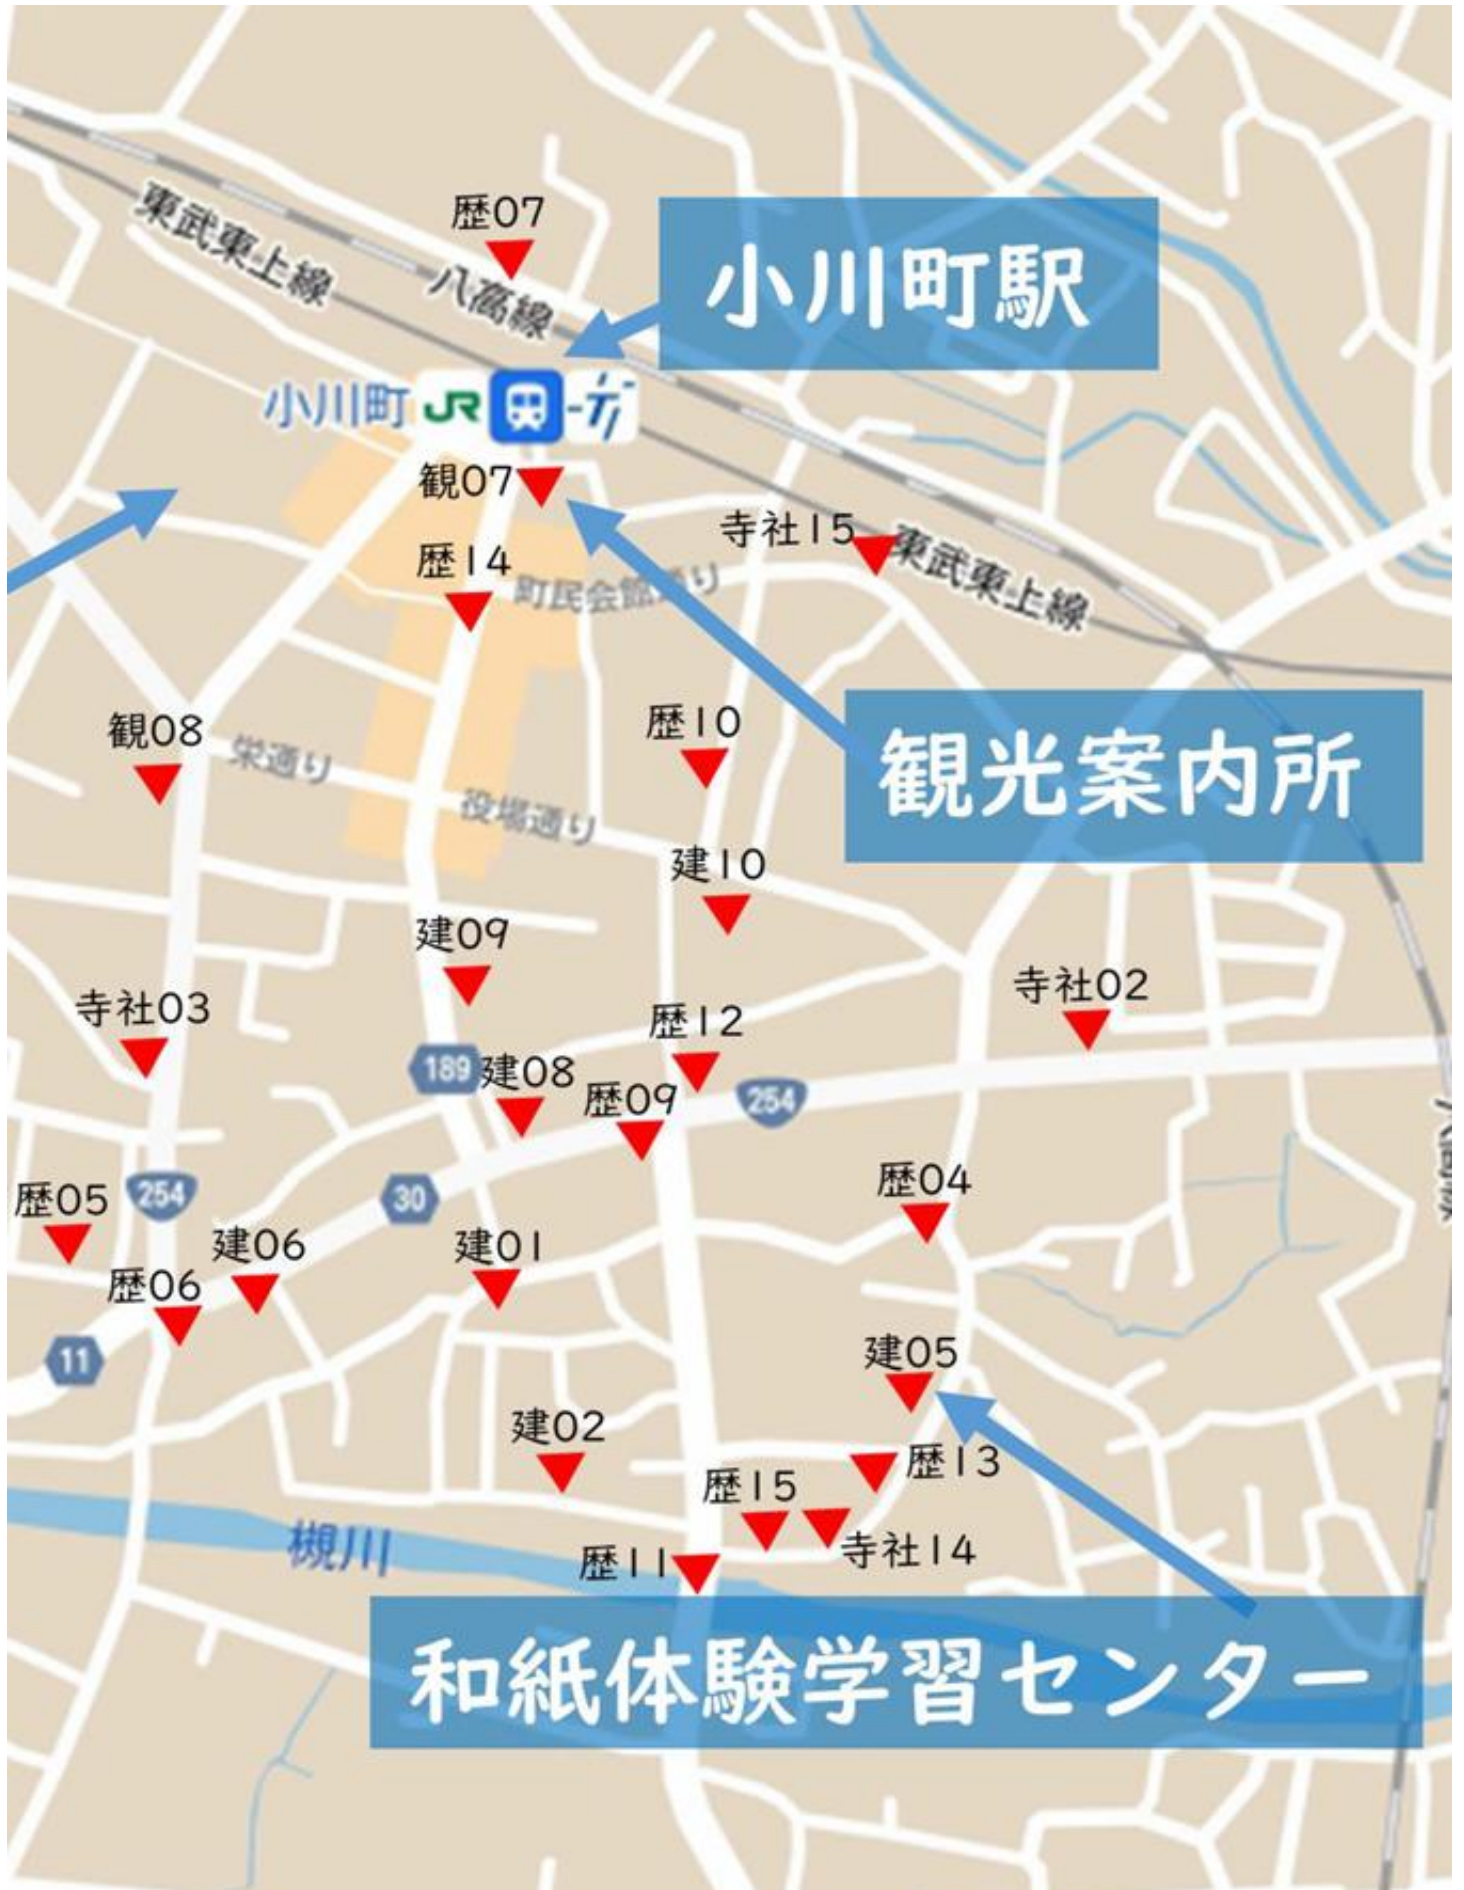 歴07
東武東上線
八高線
小川町駅
小川町 JR
観07
寺社15
東武東上線
歴14
町民会館通り
観08
歴10
観光案内所
栄通り
役場通り
建10
建09
寺社03
寺社02
歴12
189
建08
歴09
254
歴05
254
30
歴04
建06
建01
歴06
11
建05
建02
歴13
歴15
槻川
歴11
寺社14
和紙体験学習センター